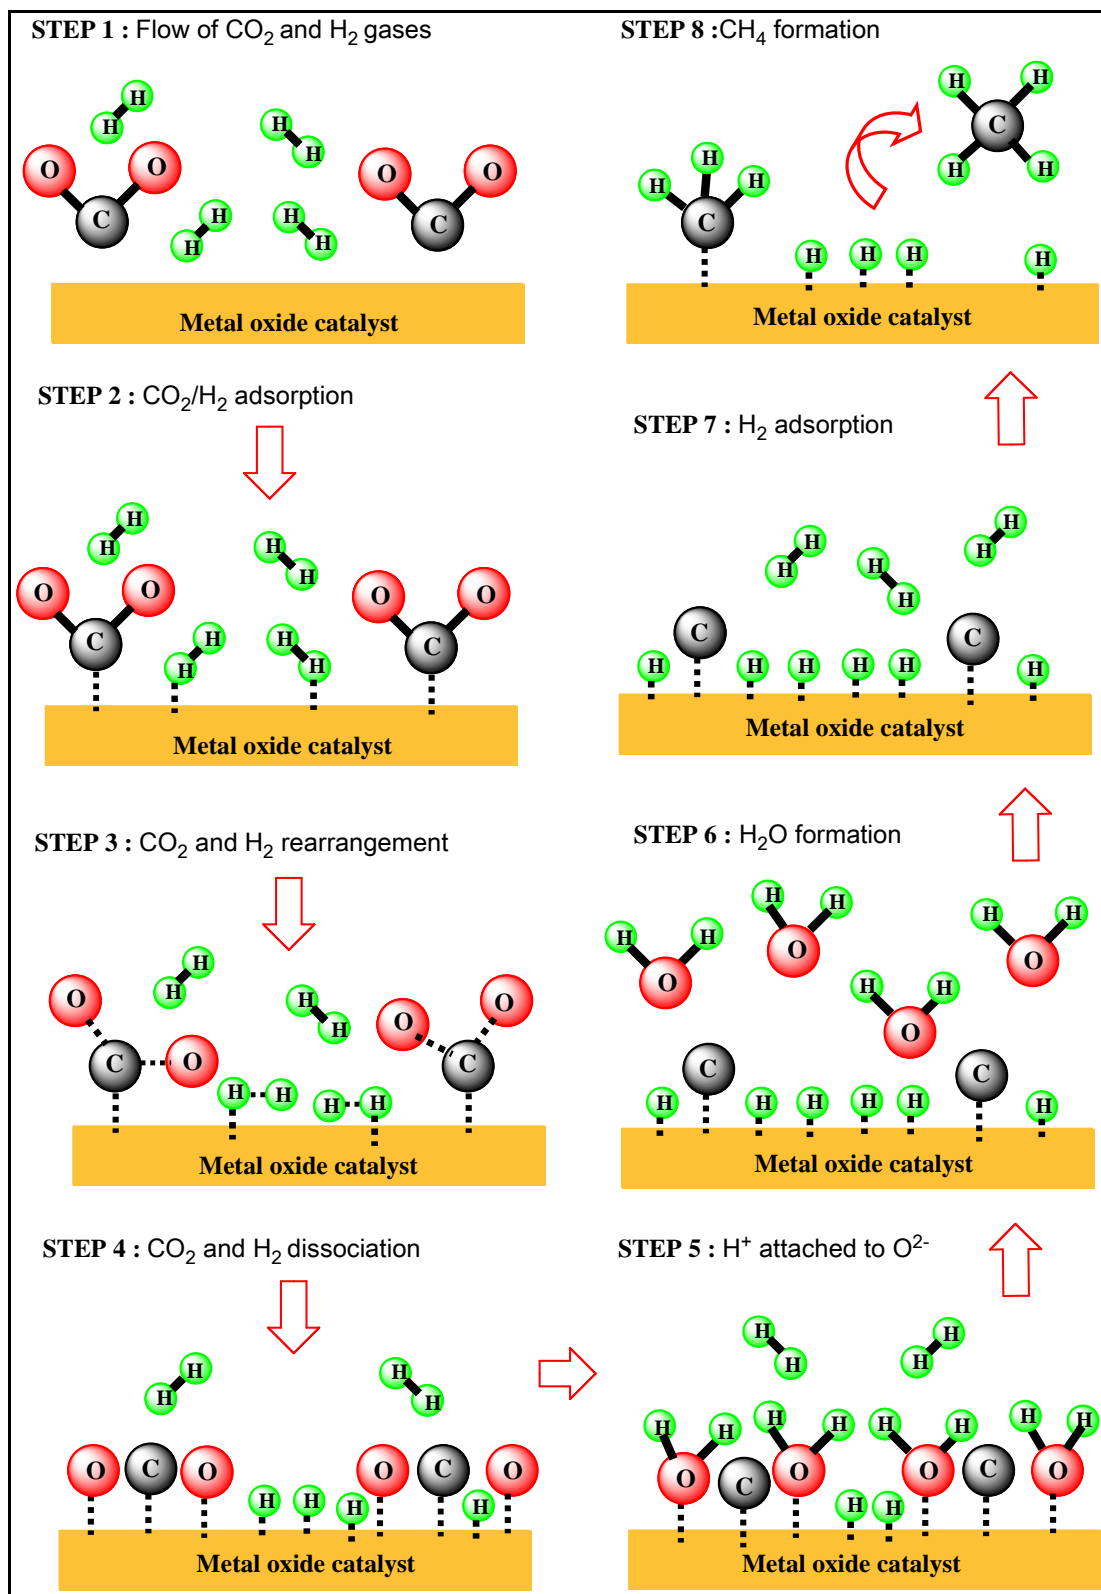 STEP 1 : Flow of CO₂ and H₂ gases
H
H
H
H
O
O
O
O
C
C
H
H
H
H
Metal oxide catalyst
STEP 2 : CO₂/H₂ adsorption
H
H
H
H
O
O
O
O
C
C
H
H
H
H
Metal oxide catalyst
STEP 3 : CO₂ and H₂ rearrangement
H
H
H
H
O
O
O
O
C
C
H
H
H
H
Metal oxide catalyst
STEP 4 : CO₂ and H₂ dissociation
H
H
H
H
O
C
O
O
C
O
H
H
H
H
Metal oxide catalyst
STEP 5 : H⁺ attached to O²⁻
H
H
H
H
H
H
H
H
H
H
H
H
O
C
O
O
C
O
H
H
Metal oxide catalyst
STEP 6 : H₂O formation
H
H
O
H
H
O
H
H
O
H
H
O
C
C
H
H
H
H
H
H
Metal oxide catalyst
STEP 7 : H₂ adsorption
H
H
H
H
H
H
C
C
H
H
H
H
H
H
Metal oxide catalyst
STEP 8 :CH₄ formation
H
H
C
H
H
H
H
H
C
H
H
H
H
Metal oxide catalyst